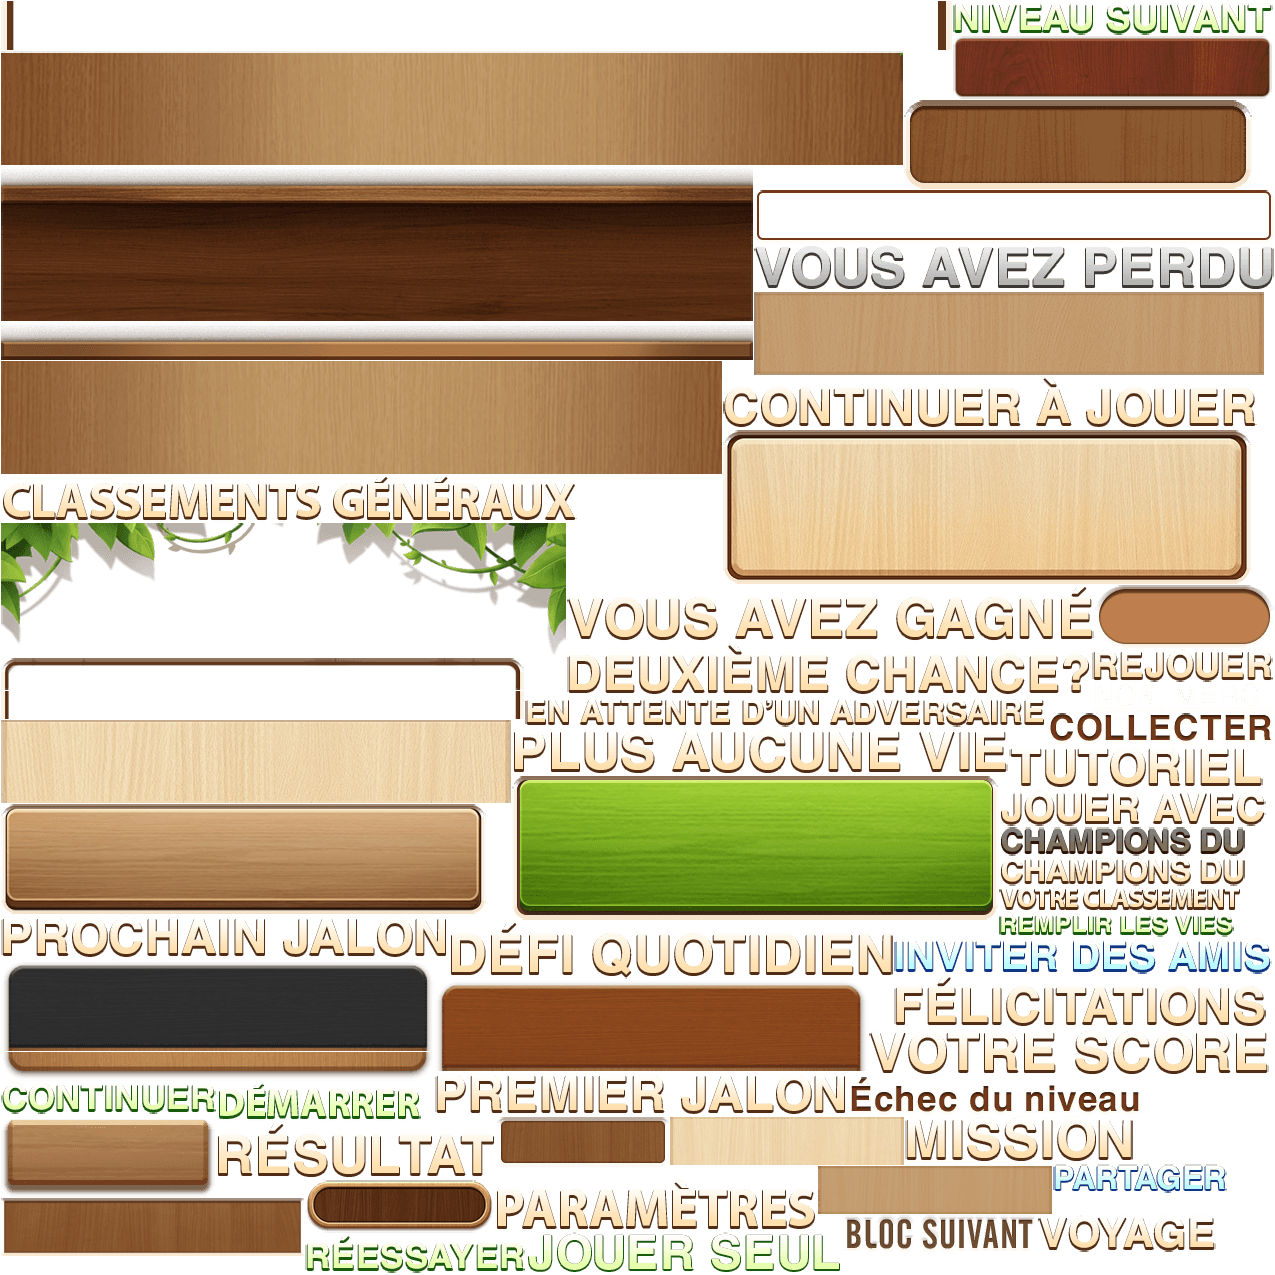 NIVEAU SUIVANT
VOUS AVEZ PERDU
CONTINUER À JOUER
CLASSEMENTS GÉNÉRAUX
VOUS AVEZ GAGNÉ
DEUXIÈME CHANCE?
REJOUER
EN ATTENTE D'UN ADVERSAIRE
COLLECTER
PLUS AUCUNE VIE
TUTORIEL
JOUER AVEC
CHAMPIONS DU
CHAMPIONS DU
VOTRE CLASSEMENT
REMPLIR LES VIES
PROCHAIN JALON
DÉFI QUOTIDIEN
INVITER DES AMIS
FÉLICITATIONS
VOTRE SCORE
CONTINUER
DÉMARRER
PREMIER JALON
Échec du niveau
RÉSULTAT
MISSION
PARTAGER
PARAMÈTRES
BLOC SUIVANT
VOYAGE
RÉESSAYER
JOUER SEUL